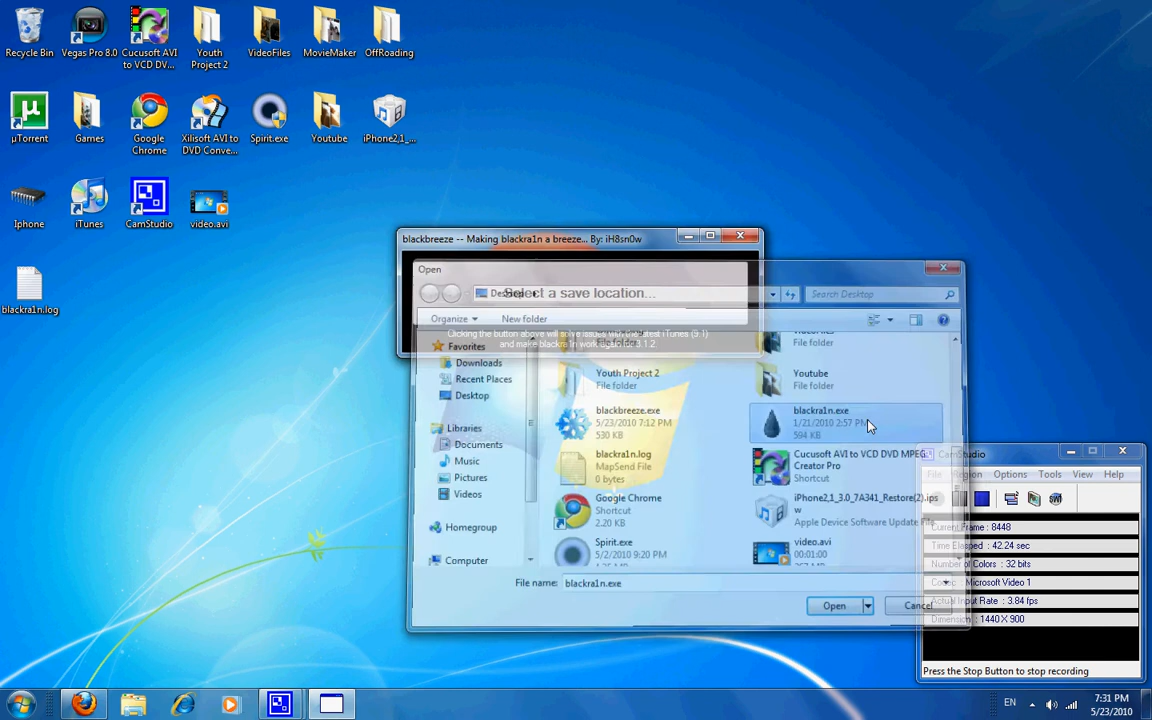 Recycle Bin
Vegas Pro 8.0
Cucusoft AVI
to VCD DV...
Youth
Project 2
VideoFiles
MovieMaker
OffRoading
µTorrent
Games
Google
Chrome
Xilisoft AVI to
DVD Conve...
Spirit.exe
Youtube
iPhone2,1_...
Iphone
iTunes
CamStudio
video.avi
blackra1n.log
blackbreeze -- Making blackra1n a breeze... By: iH8sn0w
Open
Desktop
Select a save location...
Search Desktop
Organize
New folder
Clicking the button above will solve issues with the latest iTunes (9.1)
and make blackra1n work again for 3.1.2.
Favorites
Downloads
Recent Places
Desktop
Libraries
Documents
Music
Pictures
Videos
Homegroup
Computer
File folder
Youth Project 2
File folder
Youtube
File folder
blackbreeze.exe
5/23/2010 7:12 PM
530 KB
blackra1n.exe
1/21/2010 2:57 PM
594 KB
blackra1n.log
MapSend File
0 bytes
Cucusoft AVI to VCD DVD MPEG
Creator Pro
Shortcut
Google Chrome
Shortcut
2.20 KB
iPhone2,1_3.0_7A341_Restore(2).ips
w
Apple Device Software Update File
Spirit.exe
5/2/2010 9:20 PM
video.avi
00:01:00
File name:
blackra1n.exe
Open
Cancel
CamStudio
File
Region
Options
Tools
View
Help
Current Frame : 8448
Time Elapsed : 42.24 sec
Number of Colors : 32 bits
Codec : Microsoft Video 1
Actual Input Rate : 3.84 fps
Dimension : 1440 X 900
Press the Stop Button to stop recording
EN
7:31 PM
5/23/2010